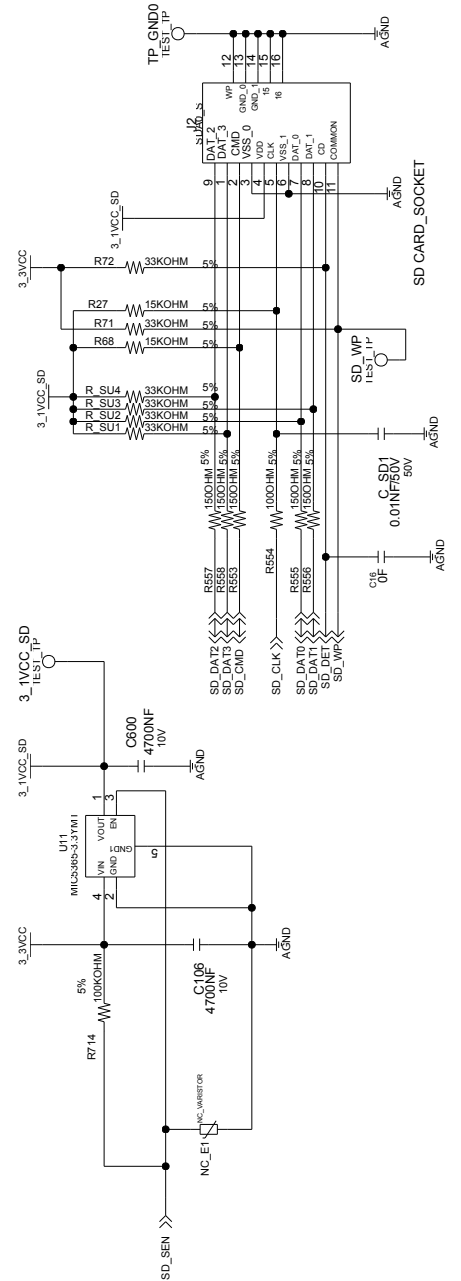 TP_GND0
TEST_TP
AGND
12
13
14
15
16
WP
GND_0
GND_1
15
16
J2
DAT_2
DAT_3
CMD
VSS_0
VDD
CLK
VSS_1
DAT_0
DAT_1
CD
COMMON
9
1
2
3
4
5
6
7
8
10
11
AGND
SD CARD_SOCKET
3_1VCC_SD
3_3VCC
R72 33KOHM 5%
R27 15KOHM 5%
R71 33KOHM 5%
R68 15KOHM 5%
SD_WP
TEST_TP
3_1VCC_SD
R_SU4 33KOHM 5%
R_SU3 33KOHM 5%
R_SU2 33KOHM 5%
R_SU1 33KOHM 5%
R557 150OHM 5%
R558 150OHM 5%
R553 150OHM 5%
R554 100OHM 5%
R555 150OHM 5%
R556 150OHM 5%
C_SD1
0.01NF/50V
50V
AGND
C16
0F
AGND
SD_DAT2
SD_DAT3
SD_CMD
SD_CLK
SD_DAT0
SD_DAT1
SD_DET
SD_WP
3_1VCC_SD
TEST_TP
3_1VCC_SD
C600
4700NF
10V
AGND
1
3
U11
MIC5365-3.3YMT
VOUT
EN
VIN
GND
GND1
5
4
2
3_3VCC
C106
4700NF
10V
AGND
5%
100KOHM
R714
NC_VARISTOR
NC_E1
SD_SEN